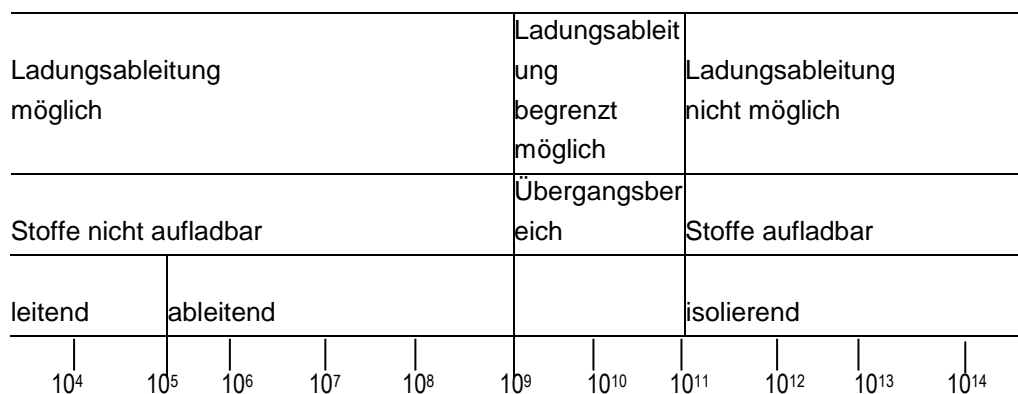 Ladungsableitung
möglich
Ladungsableit
ung
begrenzt
möglich
Ladungsableitung
nicht möglich
Stoffe nicht aufladbar
Übergangsber
eich
Stoffe aufladbar
leitend ableitend isolierend
10⁴ 10⁵ 10⁶ 10⁷ 10⁸ 10⁹ 10¹⁰ 10¹¹ 10¹² 10¹³ 10¹⁴